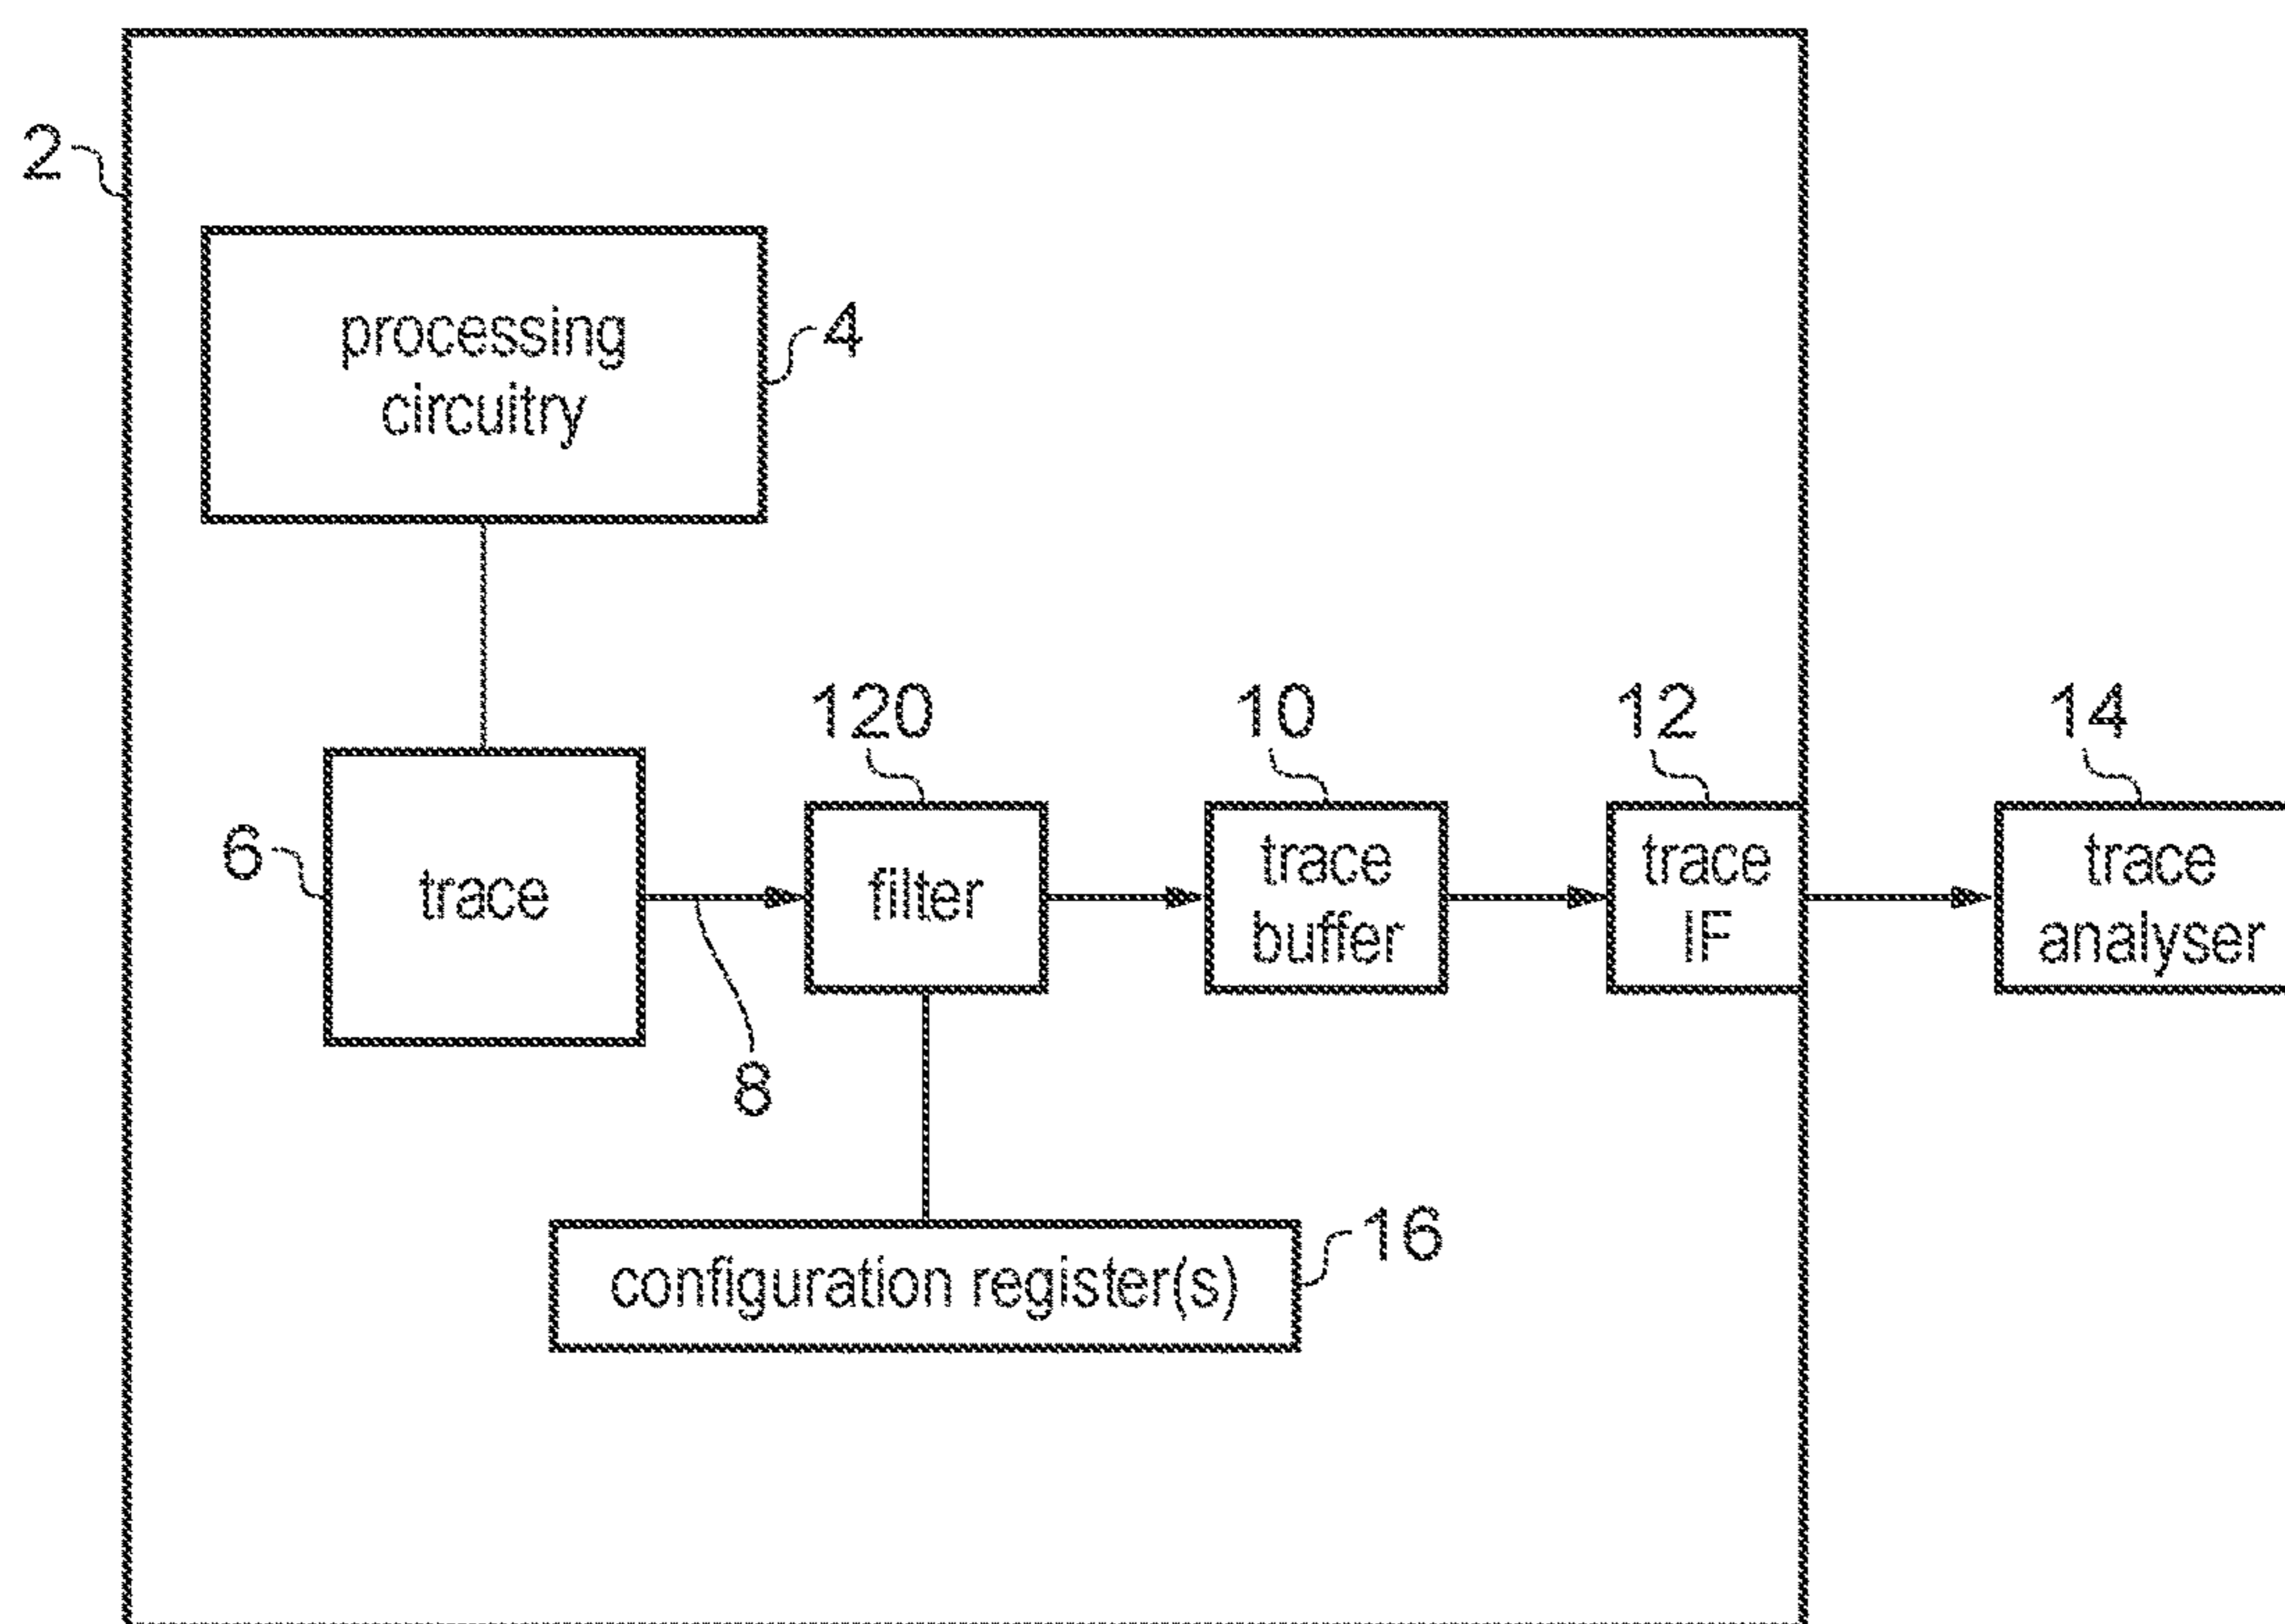 2
processing
circuitry
4
120
10
12
14
6
trace
filter
trace
buffer
trace
IF
trace
analyser
8
configuration register(s)
16